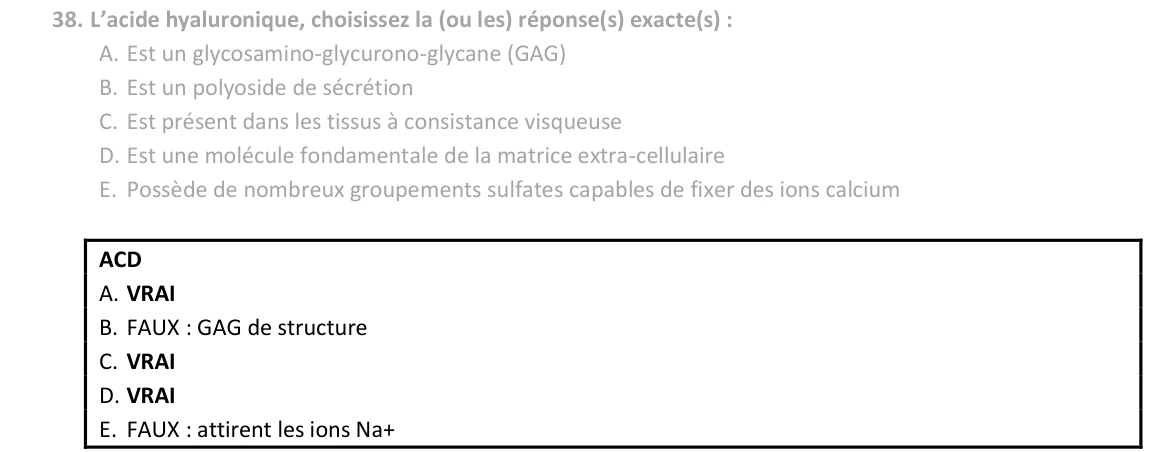 38. L’acide hyaluronique, choisissez la (ou les) réponse(s) exacte(s) :
A. Est un glycosamino-glycurono-glycane (GAG)
B. Est un polyoside de sécrétion
C. Est présent dans les tissus à consistance visqueuse
D. Est une molécule fondamentale de la matrice extra-cellulaire
E. Possède de nombreux groupements sulfates capables de fixer des ions calcium
ACD
A. VRAI
B. FAUX : GAG de structure
C. VRAI
D. VRAI
E. FAUX : attirent les ions Na+